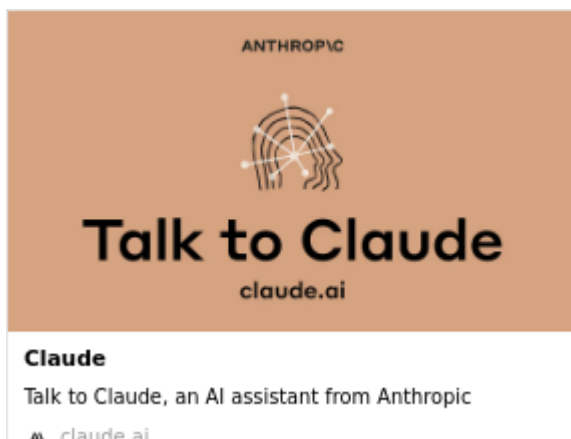 ANTHROP\C
Talk to Claude
claude.ai
Claude
Talk to Claude, an AI assistant from Anthropic
claude.ai